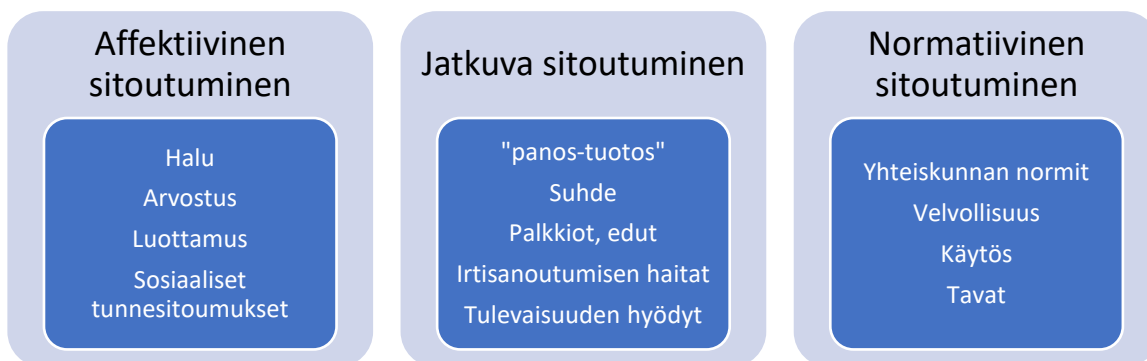 Affektiivinen
sitoutuminen
Halu
Arvostus
Luottamus
Sosiaaliset
tunnesitoumukset
Jatkuva sitoutuminen
"panos-tuotos"
Suhde
Palkkiot, edut
Irtisanoutumisen haitat
Tulevaisuuden hyödyt
Normatiivinen
sitoutuminen
Yhteiskunnan normit
Velvollisuus
Käytös
Tavat